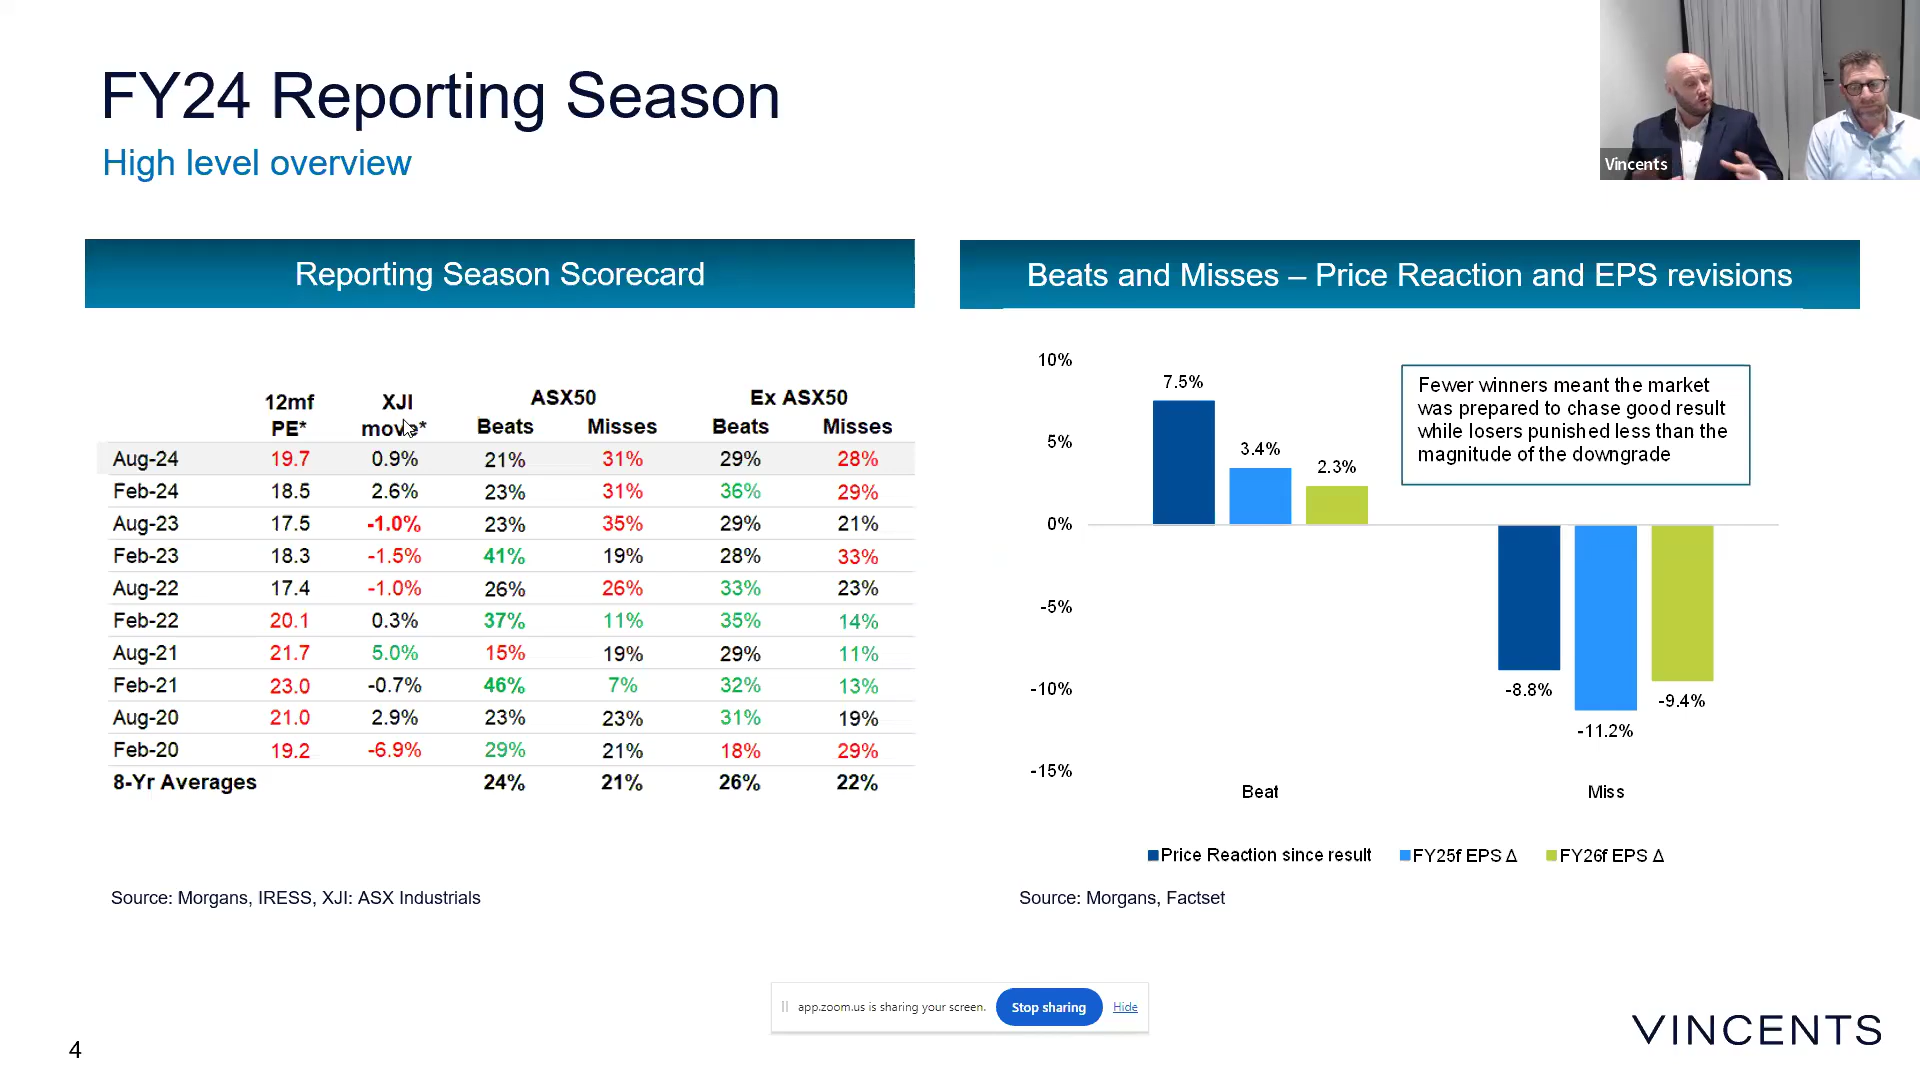 FY24 Reporting Season
High level overview
Vincents
Reporting Season Scorecard
12mf PE* XJI move* ASX50 Ex ASX50
Beats Misses Beats Misses
Aug-24 19.7 0.9% 21% 31% 29% 28%
Feb-24 18.5 2.6% 23% 31% 36% 29%
Aug-23 17.5 -1.0% 23% 35% 29% 21%
Feb-23 18.3 -1.5% 41% 19% 28% 33%
Aug-22 17.4 -1.0% 26% 26% 33% 23%
Feb-22 20.1 0.3% 37% 11% 35% 14%
Aug-21 21.7 5.0% 15% 19% 29% 11%
Feb-21 23.0 -0.7% 46% 7% 32% 13%
Aug-20 21.0 2.9% 23% 23% 31% 19%
Feb-20 19.2 -6.9% 29% 21% 18% 29%
8-Yr Averages 24% 21% 26% 22%
Source: Morgans, IRESS, XJI: ASX Industrials
Beats and Misses – Price Reaction and EPS revisions
10%
5%
0%
-5%
-10%
-15%
7.5%
3.4%
2.3%
-8.8%
-11.2%
-9.4%
Fewer winners meant the market
was prepared to chase good result
while losers punished less than the
magnitude of the downgrade
Beat Miss
Price Reaction since result FY25f EPS Δ FY26f EPS Δ
Source: Morgans, Factset
app.zoom.us is sharing your screen. Stop sharing Hide
4
VINCENTS